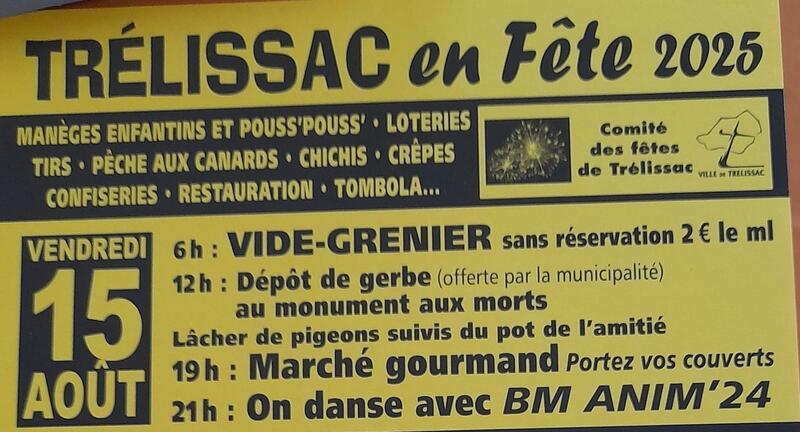 TRÉLISSAC en Fête 2025
MANÈGES ENFANTINS ET POUSS'POUSS' • LOTERIES
TIRS • PÊCHE AUX CANARDS • CHICHIS • CRÊPES
CONFISERIES • RESTAURATION • TOMBOLA...
Comité
des fêtes
de Trélissac
VILLE DE TRELISSAC
VENDREDI
15
AOÛT
6h : VIDE-GRENIER sans réservation 2 € le ml
12h : Dépôt de gerbe (offerte par la municipalité)
au monument aux morts
Lâcher de pigeons suivis du pot de l'amitié
19h : Marché gourmand Portez vos couverts
21h : On danse avec BM ANIM'24